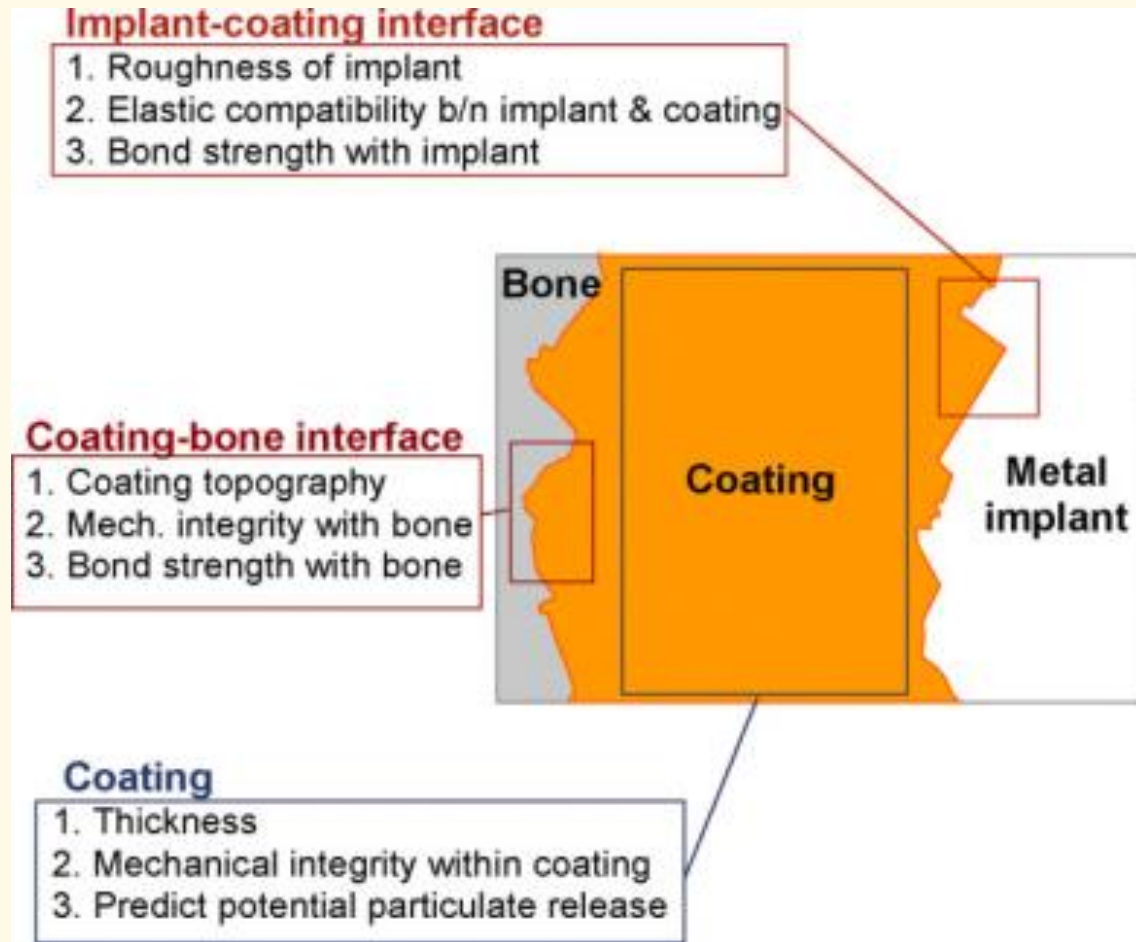 Implant-coating interface
1. Roughness of implant
2. Elastic compatibility b/n implant & coating
3. Bond strength with implant
Bone
Coating-bone interface
1. Coating topography
2. Mech. integrity with bone
3. Bond strength with bone
Coating
Metal
implant
Coating
1. Thickness
2. Mechanical integrity within coating
3. Predict potential particulate release